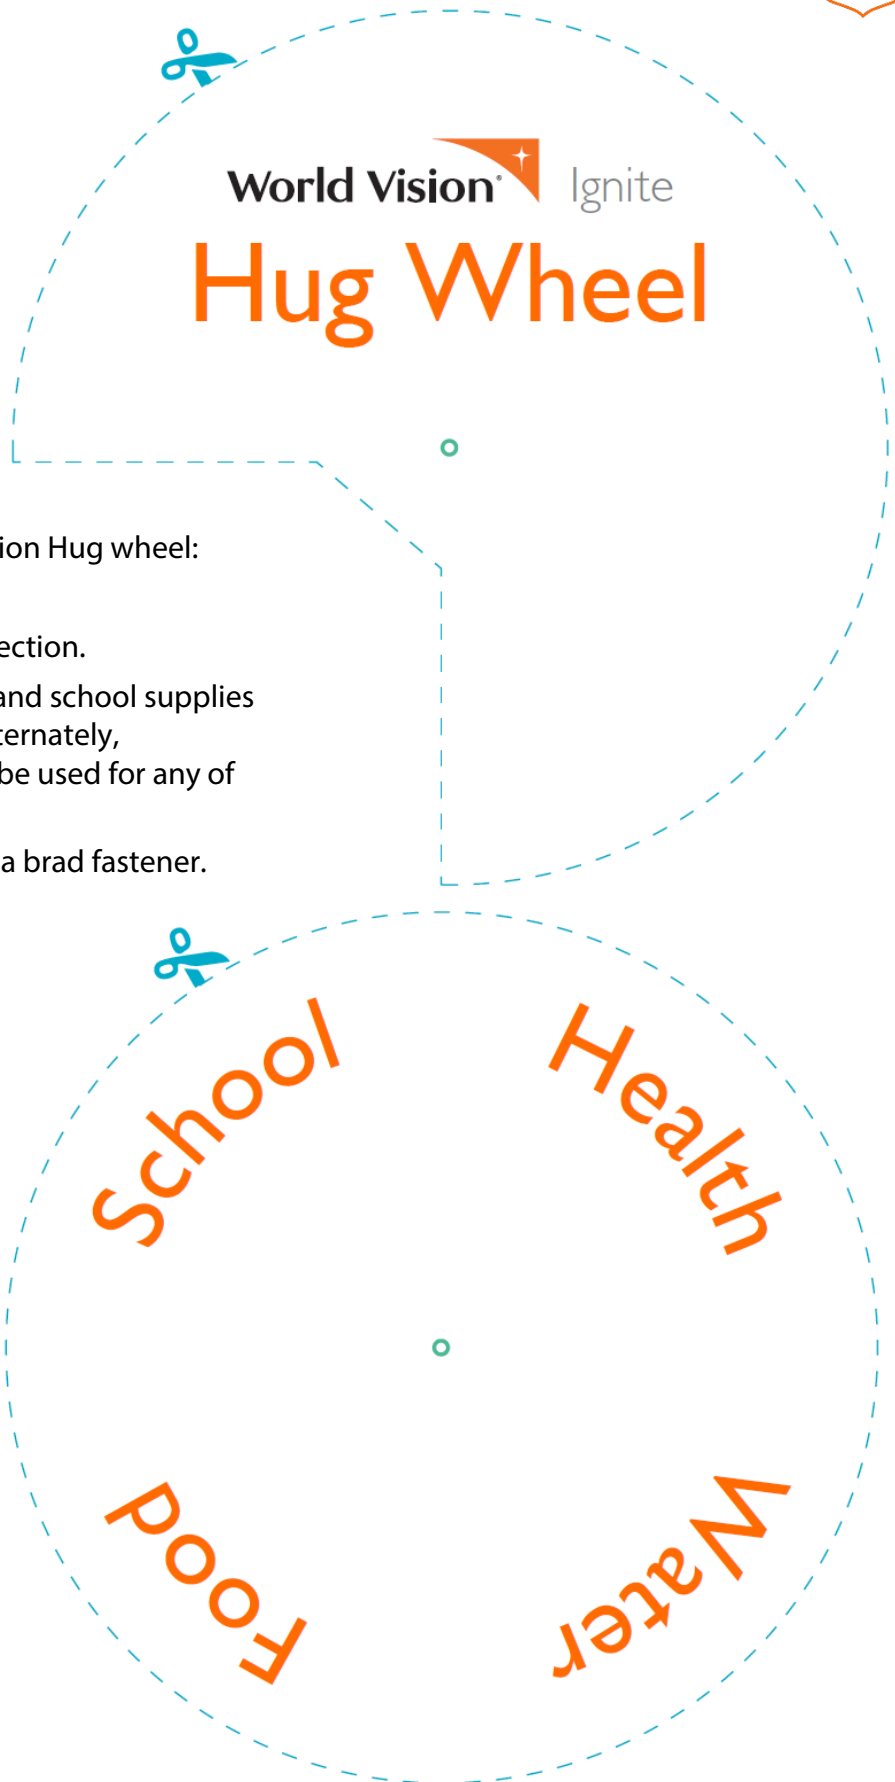 World Vision® Ignite
Hug Wheel
ion Hug wheel:
ection.
and school supplies
ternately,
be used for any of
a brad fastener.
School
Health
Water
Food